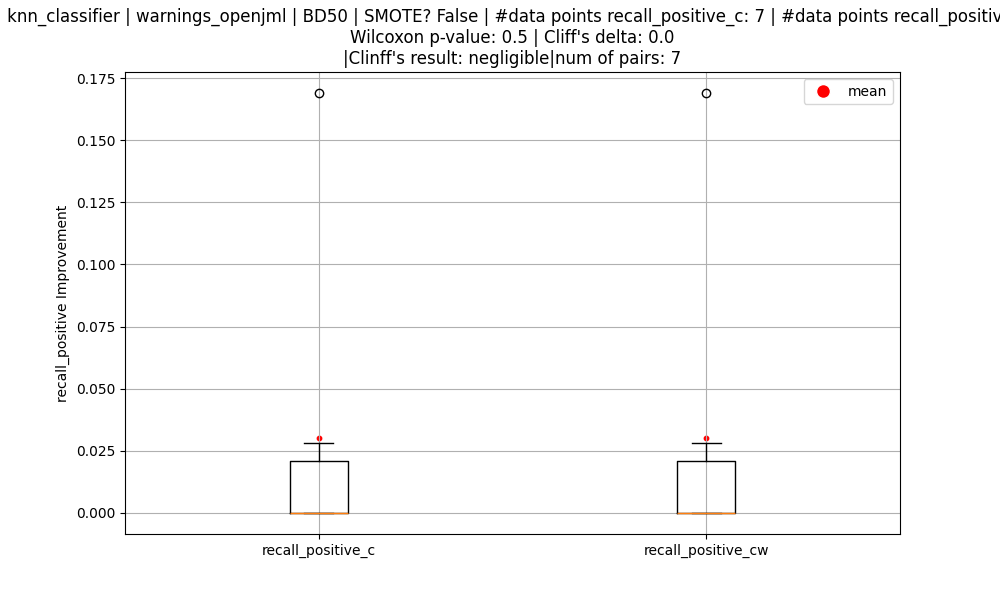 knn_classifier | warnings_openjml | BD50 | SMOTE? False | #data points recall_positive_c: 7 | #data points recall_positiv
Wilcoxon p-value: 0.5 | Cliff's delta: 0.0
|Clinff's result: negligible|num of pairs: 7
mean
0.175
0.150
0.125
0.100
0.075
0.050
0.025
0.000
recall_positive Improvement
recall_positive_c
recall_positive_cw